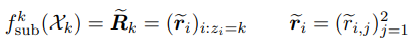 f^k_sub(𝒳_k) = R̃_k = (r̃_i)_{i:z_i=k}    r̃_i = (r̃_{i,j})^2_{j=1}